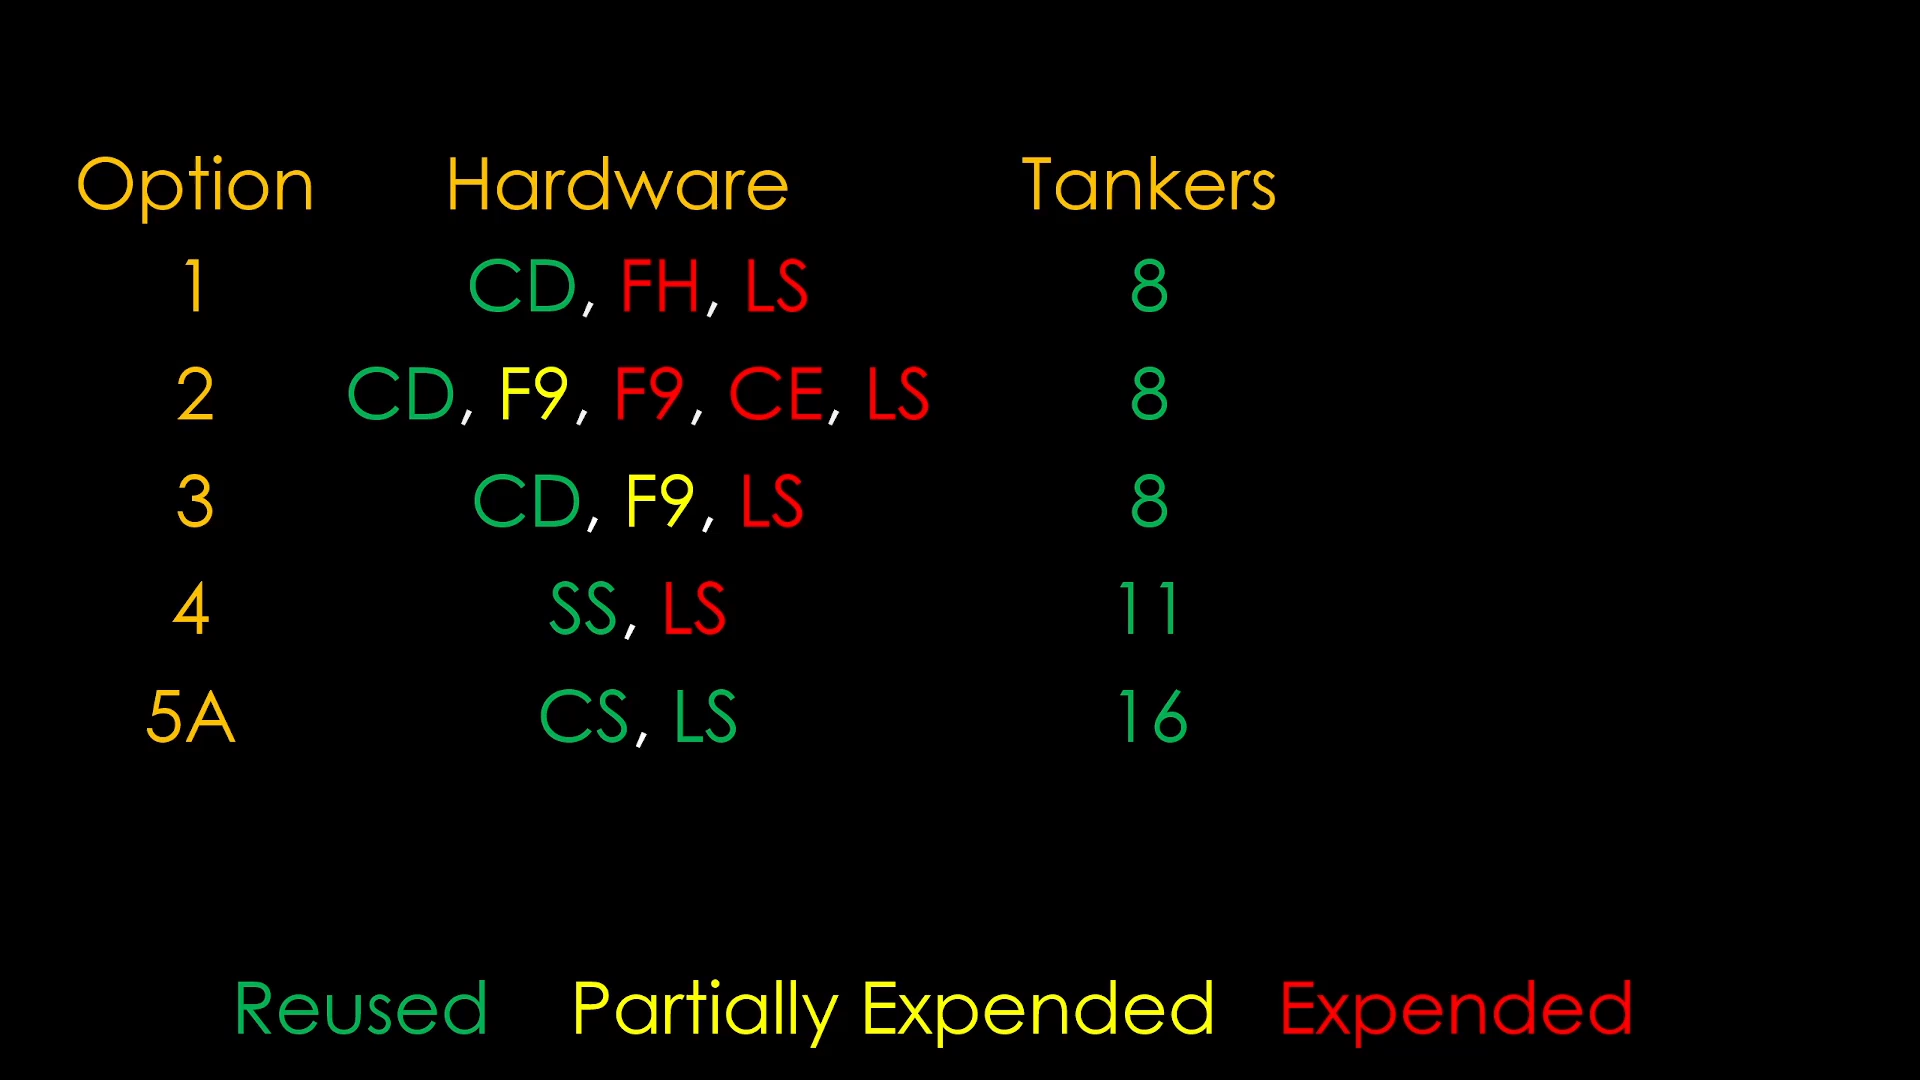 Option Hardware Tankers
1 CD, FH, LS 8
2 CD, F9, F9, CE, LS 8
3 CD, F9, LS 8
4 SS, LS 11
5A CS, LS 16
Reused Partially Expended Expended